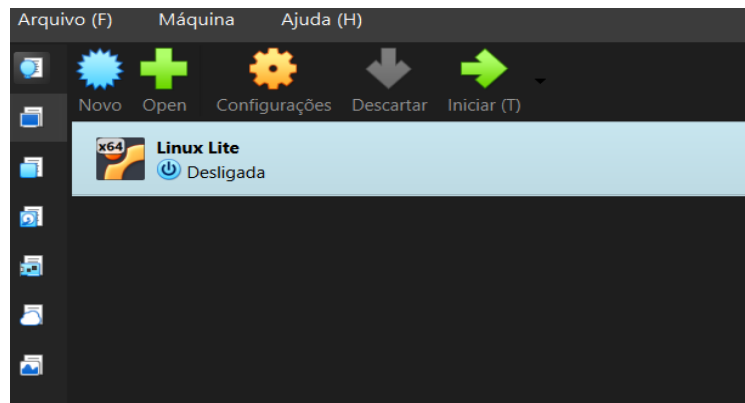 Arquivo (F) Máquina Ajuda (H)
Novo Open Configurações Descartar Iniciar (T)
x64
Linux Lite
Desligada